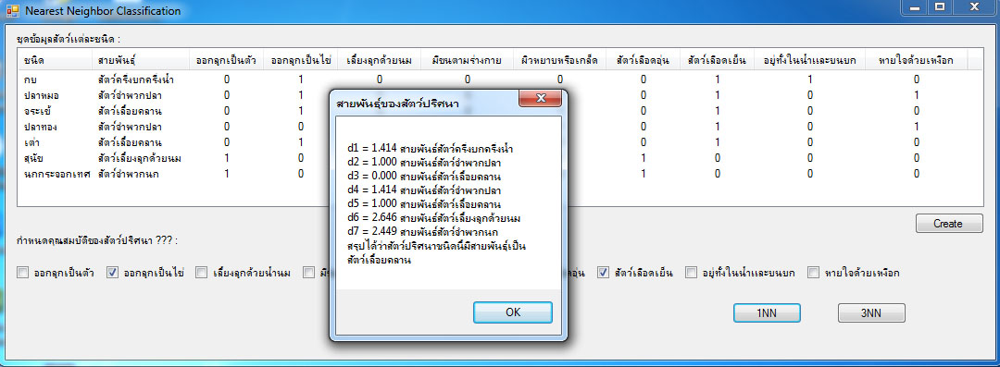 Nearest Neighbor Classification
ชุดข้อมูลสัตว์แต่ละชนิด :
ชนิด สายพันธุ์ ออกลูกเป็นตัว ออกลูกเป็นไข่ เลี้ยงลูกด้วยนม มีขนตามร่างกาย ผิวหยาบหรือเกล็ด สัตว์เลือดอุ่น สัตว์เลือดเย็น อยู่ทั้งในน้ำและบนบก หายใจด้วยเหงือก
กบ สัตว์ครึ่งบกครึ่งน้ำ 0 1 0 0 0 0 1 1 0
ปลาหมอ สัตว์จำพวกปลา 0 1 0 1 0 1
จระเข้ สัตว์เลื้อยคลาน 0 1 0 1 0 0
ปลาทอง สัตว์จำพวกปลา 0 0 0 1 0 1
เต่า สัตว์เลื้อยคลาน 0 1 0 1 0 0
สุนัข สัตว์เลี้ยงลูกด้วยนม 1 0 1 0 0 0
นกกระจอกเทศ สัตว์จำพวกนก 1 0 1 0 0 0
สายพันธุ์ของสัตว์ปริศนา
d1 = 1.414 สายพันธ์สัตว์ครึ่งบกครึ่งน้ำ
d2 = 1.000 สายพันธ์สัตว์จำพวกปลา
d3 = 0.000 สายพันธ์สัตว์เลื้อยคลาน
d4 = 1.414 สายพันธ์สัตว์จำพวกปลา
d5 = 1.000 สายพันธ์สัตว์เลื้อยคลาน
d6 = 2.646 สายพันธ์สัตว์เลี้ยงลูกด้วยนม
d7 = 2.449 สายพันธ์สัตว์จำพวกนก
สรุปได้ว่าสัตว์ปริศนาชนิดนี้มีสายพันธุ์เป็น
สัตว์เลื้อยคลาน
OK
Create
กำหนดคุณสมบัติของสัตว์ปริศนา ??? :
ออกลูกเป็นตัว ออกลูกเป็นไข่ เลี้ยงลูกด้วยน้ำนม สัตว์เลือดเย็น อยู่ทั้งในน้ำและบนบก หายใจด้วยเหงือก
1NN 3NN